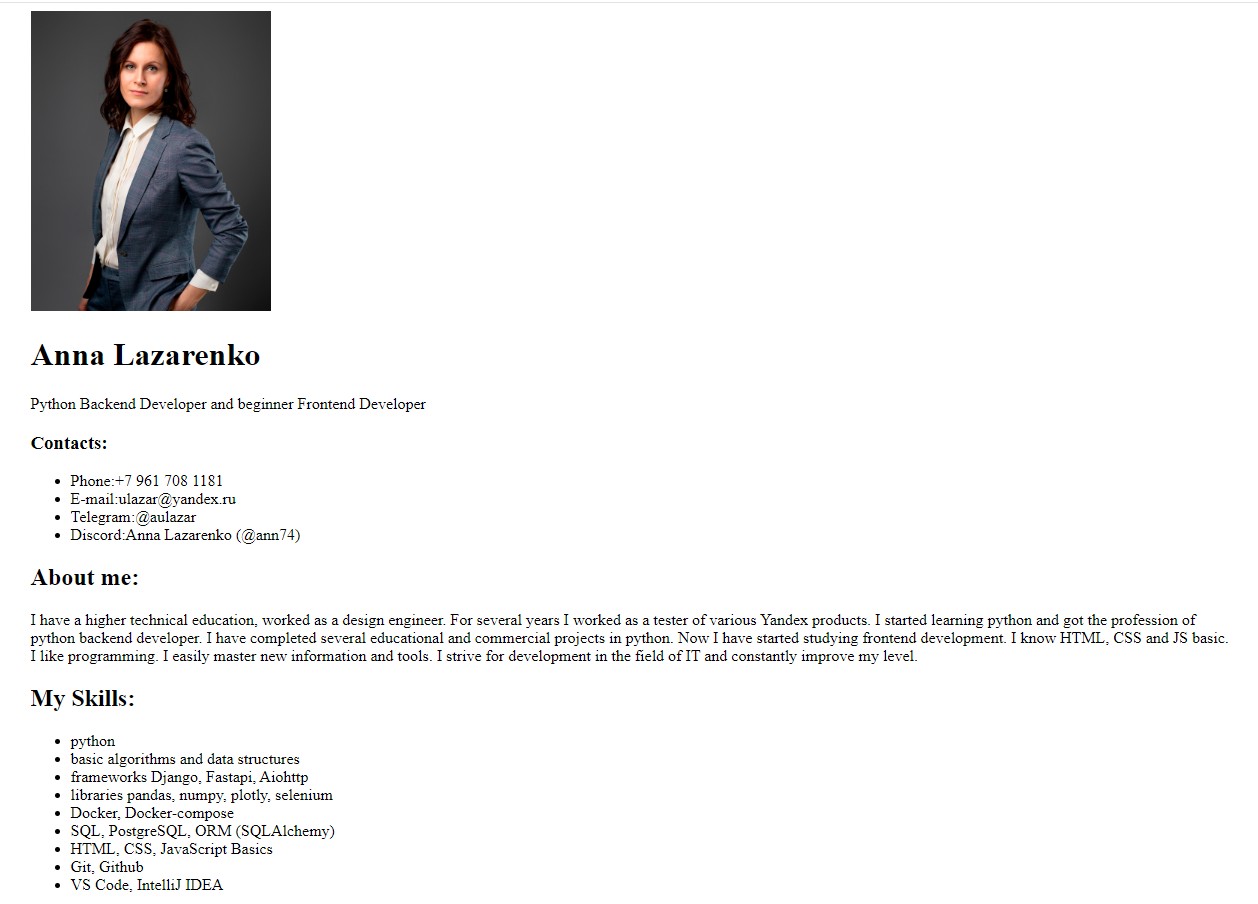 Anna Lazarenko
Python Backend Developer and beginner Frontend Developer
Contacts:
Phone:+7 961 708 1181
E-mail:ulazar@yandex.ru
Telegram:@aulazar
Discord:Anna Lazarenko (@ann74)
About me:
I have a higher technical education, worked as a design engineer. For several years I worked as a tester of various Yandex products. I started learning python and got the profession of
python backend developer. I have completed several educational and commercial projects in python. Now I have started studying frontend development. I know HTML, CSS and JS basic.
I like programming. I easily master new information and tools. I strive for development in the field of IT and constantly improve my level.
My Skills:
python
basic algorithms and data structures
frameworks Django, Fastapi, Aiohttp
libraries pandas, numpy, plotly, selenium
Docker, Docker-compose
SQL, PostgreSQL, ORM (SQLAlchemy)
HTML, CSS, JavaScript Basics
Git, Github
VS Code, IntelliJ IDEA